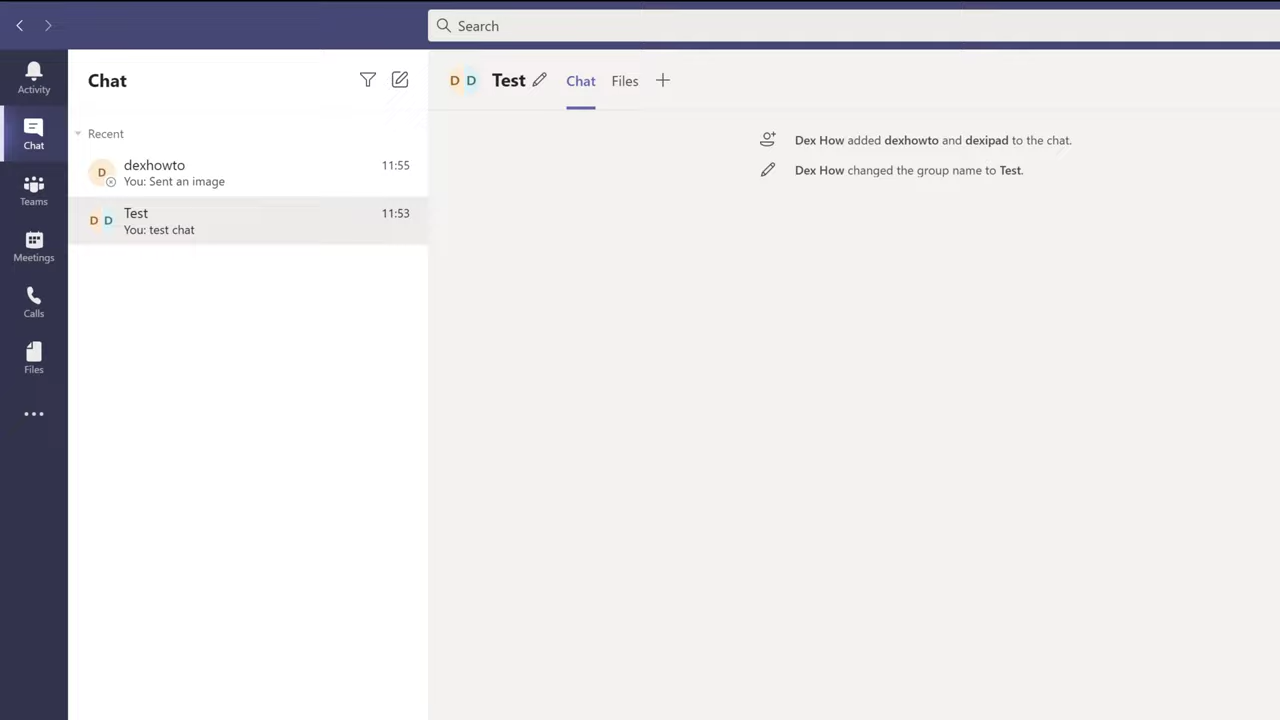 Search
Activity
Chat
Teams
Meetings
Calls
Files
Chat
Recent
D
dexhowto
11:55
You: Sent an image
D D
Test
11:53
You: test chat
D D
Test
Chat
Files
Dex How added dexhowto and dexipad to the chat.
Dex How changed the group name to Test.